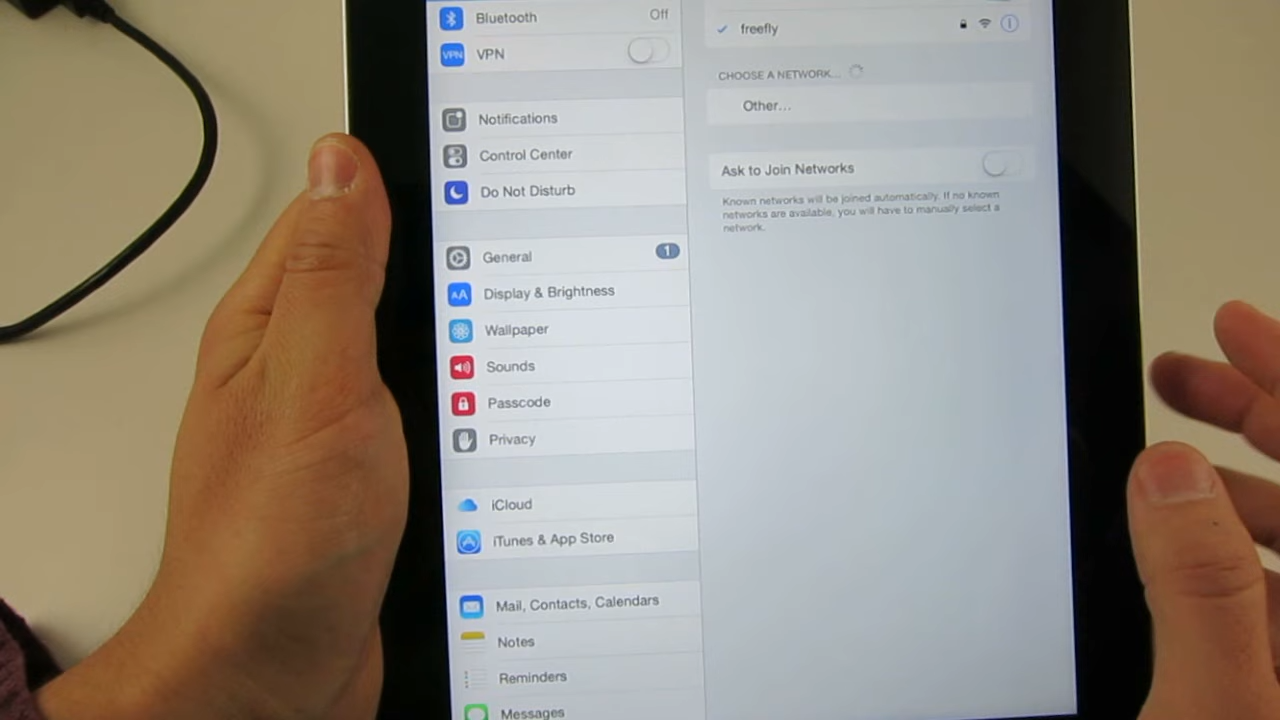 Bluetooth Off
VPN VPN
Notifications
Control Center
Do Not Disturb
General 1
AA Display & Brightness
Wallpaper
Sounds
Passcode
Privacy
iCloud
iTunes & App Store
Mail, Contacts, Calendars
Notes
Reminders
Messages
freefly
CHOOSE A NETWORK...
Other...
Ask to Join Networks
Known networks will be joined automatically. If no known
networks are available, you will have to manually select a
network.